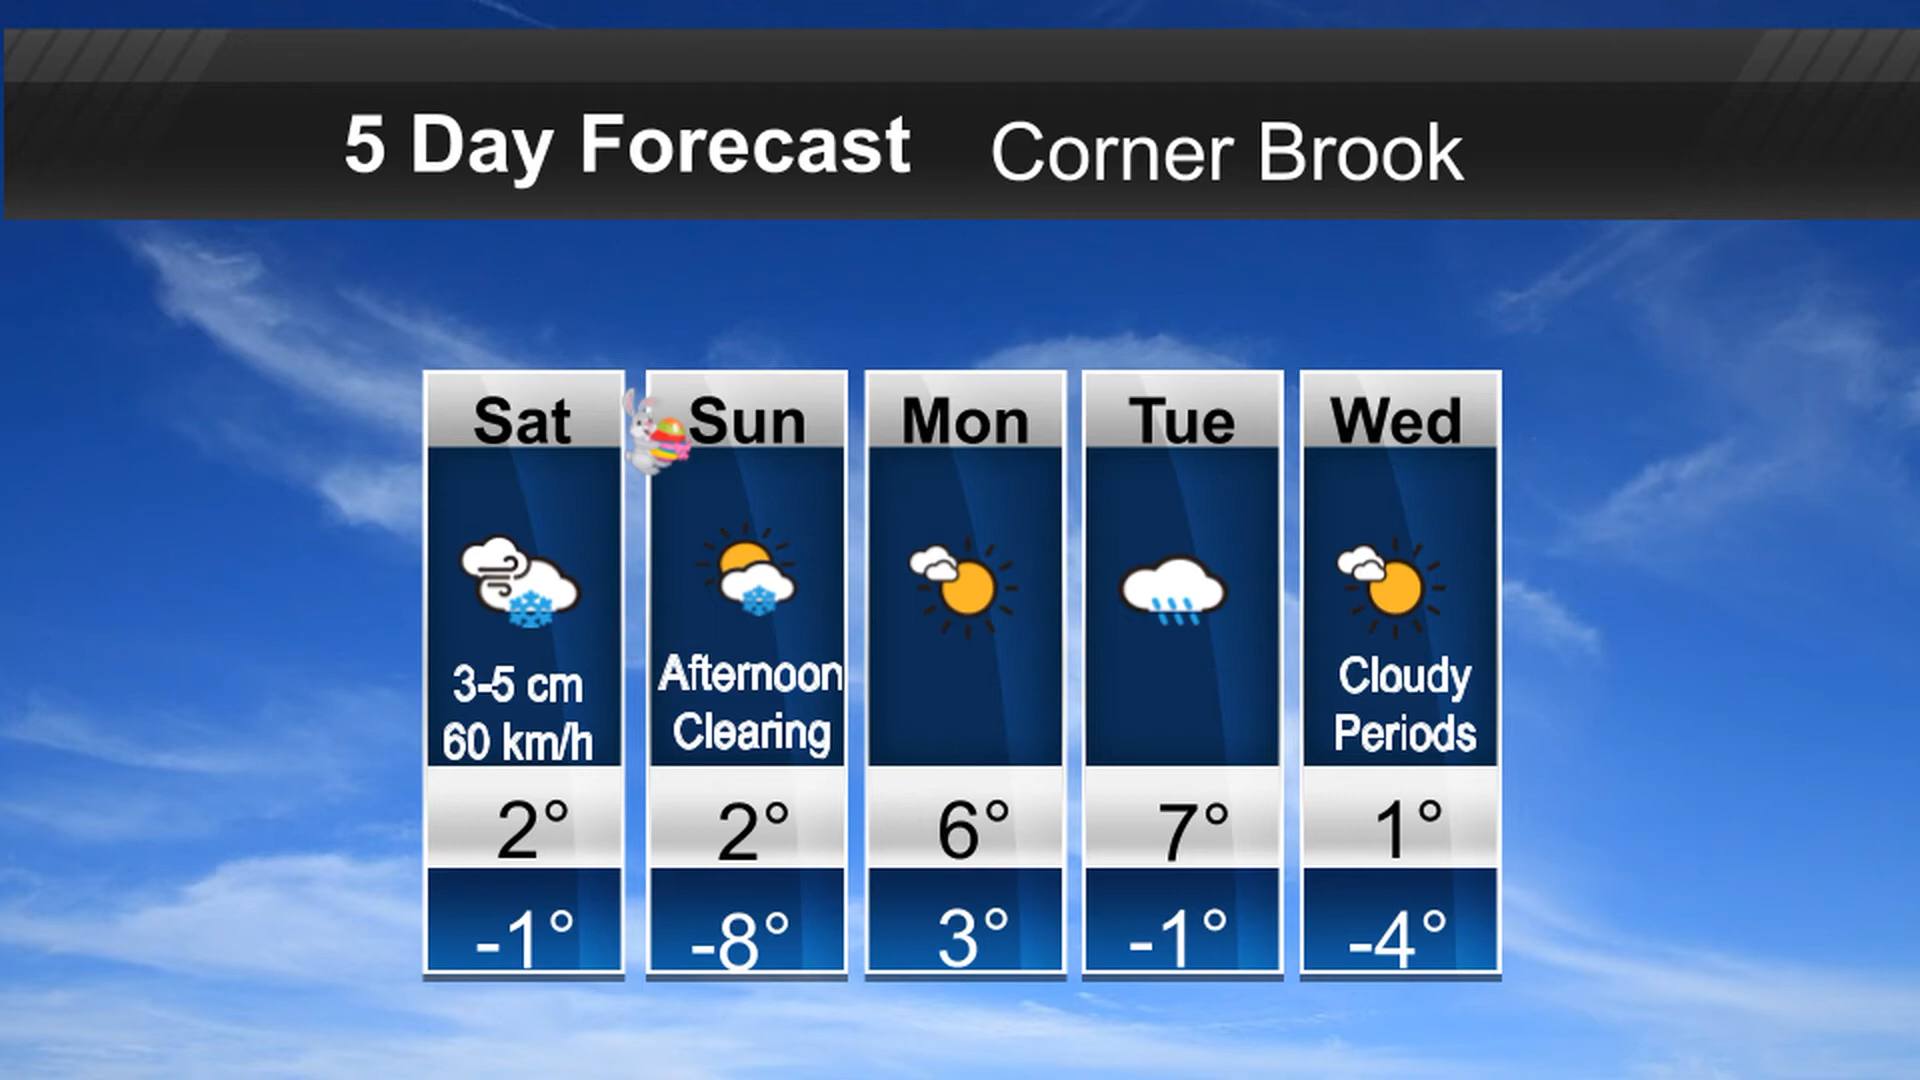 5 Day Forecast Corner Brook
Sat Sun Mon Tue Wed
3-5 cm
60 km/h
Afternoon
Clearing
Cloudy
Periods
2° 2° 6° 7° 1°
-1° -8° 3° -1° -4°